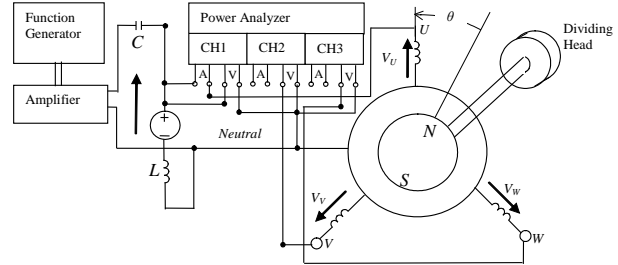 Function
Generator
Amplifier
C
Power Analyzer
CH1 CH2 CH3
A V A V A V
+
−
L
Neutral
U
θ
V_U
Dividing
Head
N
S
V_V
V_W
V
W